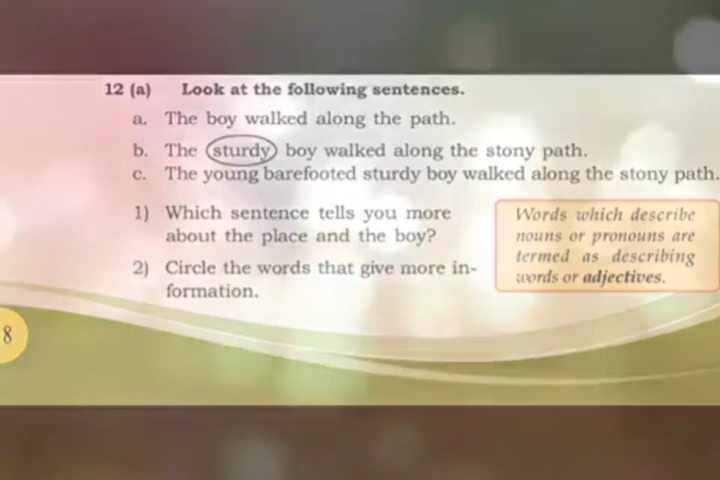 12 (a) Look at the following sentences.
a. The boy walked along the path.
b. The sturdy boy walked along the stony path.
c. The young barefooted sturdy boy walked along the stony path.
1) Which sentence tells you more
about the place and the boy?
2) Circle the words that give more in-
formation.
Words which describe
nouns or pronouns are
termed as describing
words or adjectives.
8